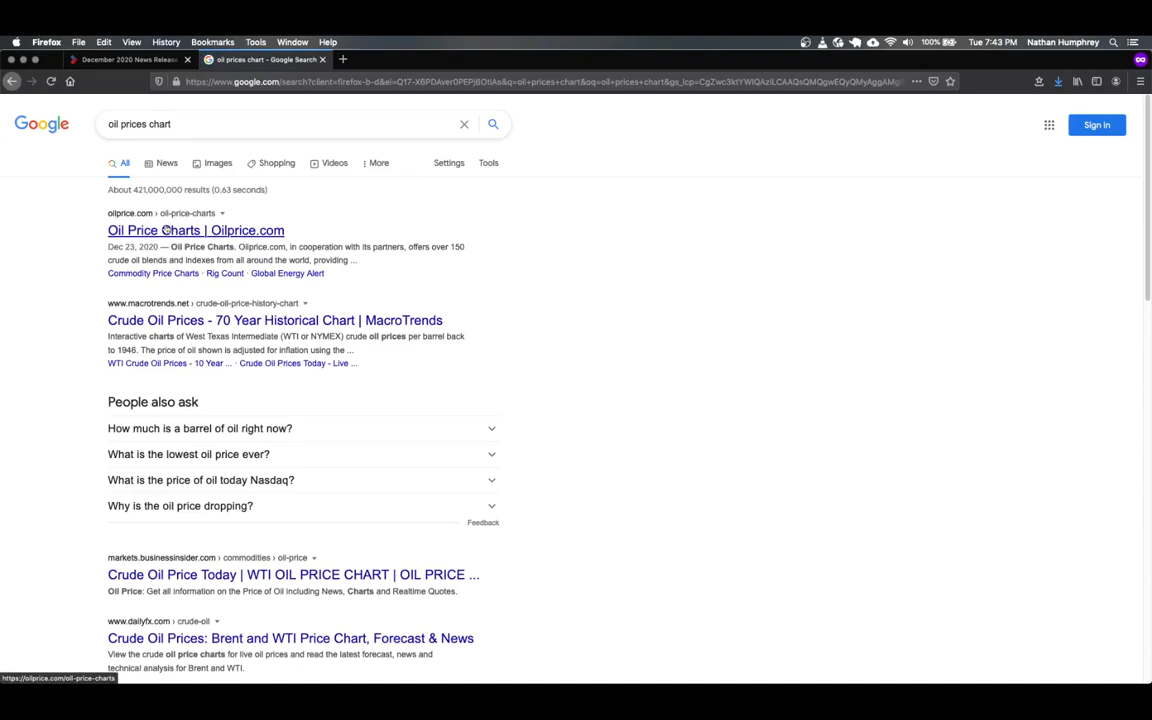 Firefox File Edit View History Bookmarks Tools Window Help 100% Tue 7:43 PM Nathan Humphrey
December 2020 News Release oil prices chart - Google Search
Google oil prices chart Sign in
All News Images Shopping Videos More Settings Tools
About 421,000,000 results (0.63 seconds)
oilprice.com › oil-price-charts
Oil Price Charts | Oilprice.com
Dec 23, 2020 — Oil Price Charts. Oilprice.com, in cooperation with its partners, offers over 150
crude oil blends and indexes from all around the world, providing ...
Commodity Price Charts · Rig Count · Global Energy Alert
www.macrotrends.net › crude-oil-price-history-chart
Crude Oil Prices - 70 Year Historical Chart | MacroTrends
Interactive charts of West Texas Intermediate (WTI or NYMEX) crude oil prices per barrel back
to 1946. The price of oil shown is adjusted for inflation using the ...
WTI Crude Oil Prices - 10 Year ... · Crude Oil Prices Today - Live ...
People also ask
How much is a barrel of oil right now?
What is the lowest oil price ever?
What is the price of oil today Nasdaq?
Why is the oil price dropping?
Feedback
markets.businessinsider.com › commodities › oil-price
Crude Oil Price Today | WTI OIL PRICE CHART | OIL PRICE ...
Oil Price: Get all information on the Price of Oil including News, Charts and Realtime Quotes.
www.dailyfx.com › crude-oil
Crude Oil Prices: Brent and WTI Price Chart, Forecast & News
View the crude oil price charts for live oil prices and read the latest forecast, news and
technical analysis for Brent and WTI.
https://oilprice.com/oil-price-charts